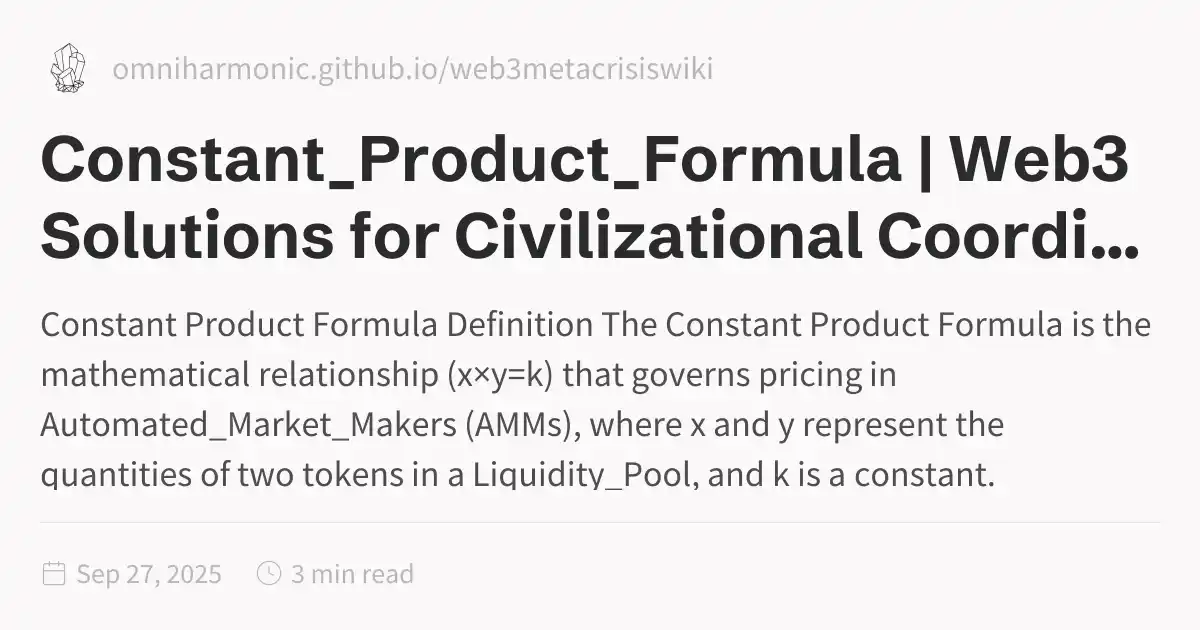 omniharmonic.github.io/web3metacrisiswiki
Constant_Product_Formula | Web3
Solutions for Civilizational Coordi...
Constant Product Formula Definition The Constant Product Formula is the
mathematical relationship (x×y=k) that governs pricing in
Automated_Market_Makers (AMMs), where x and y represent the
quantities of two tokens in a Liquidity_Pool, and k is a constant.
Sep 27, 2025
3 min read